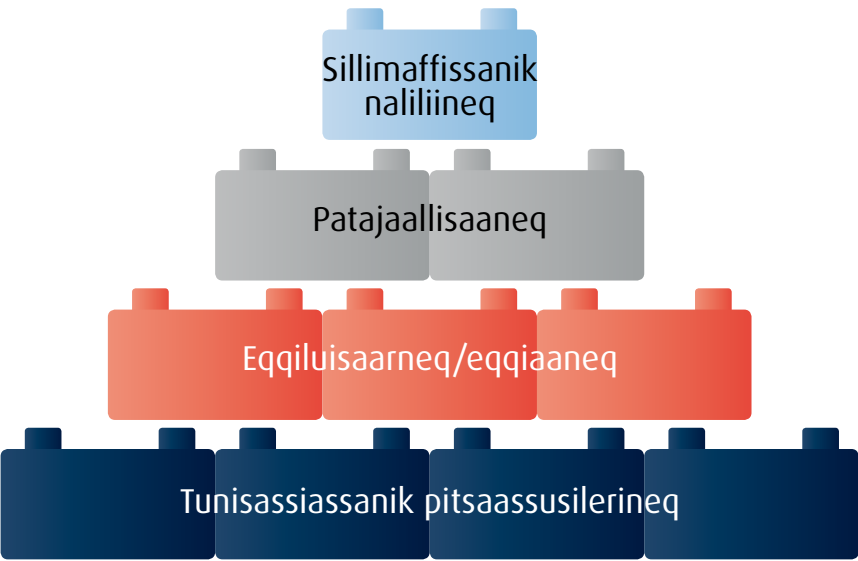 Sillimaffissanik
naliliineq
Patajaallisaaneq
Eqqiluisaarneq/eqqiaaneq
Tunisassiassanik pitsaassusilerineq